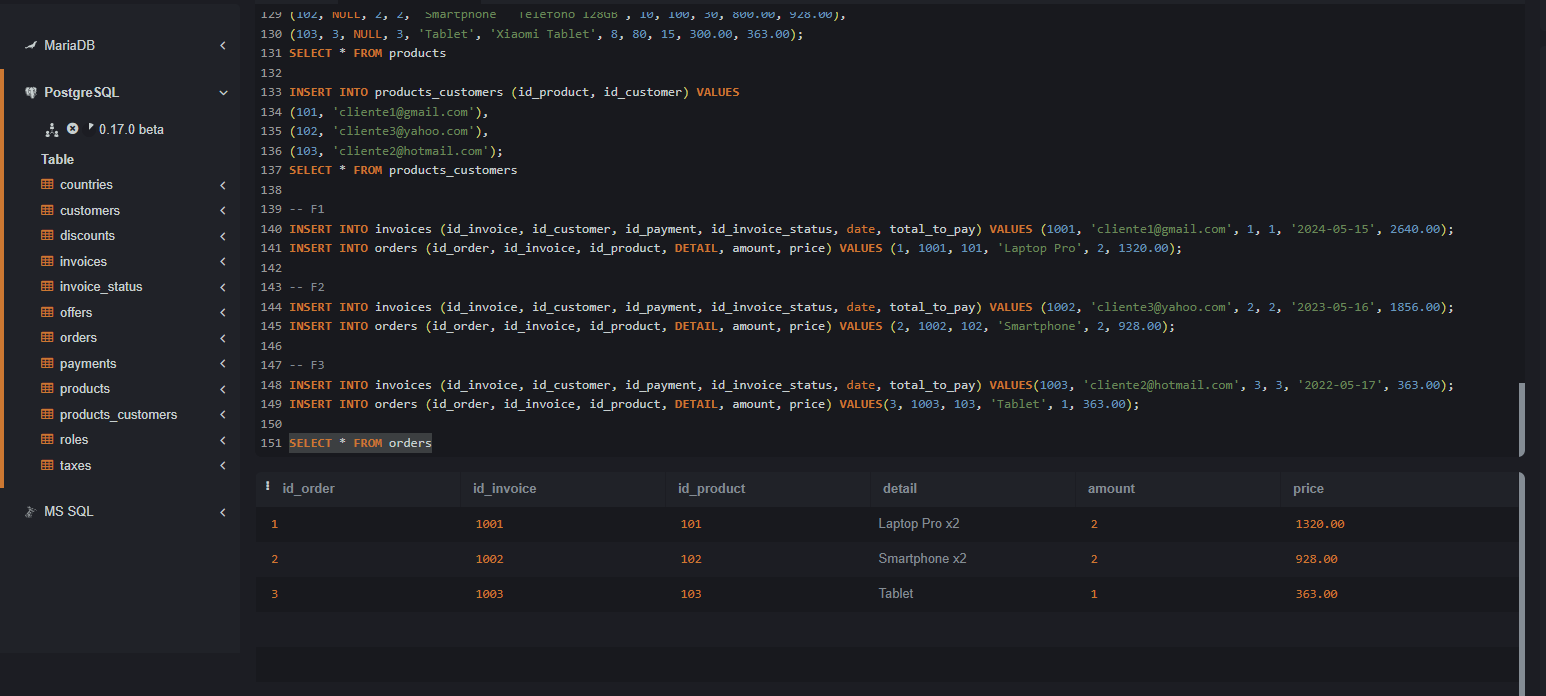 MariaDB
PostgreSQL
0.17.0 beta
Table
countries
customers
discounts
invoices
invoice_status
offers
orders
payments
products
products_customers
roles
taxes
MS SQL
129 (102, NULL, 2, 2, 'Smartphone', 'Teléfono 128GB', 10, 100, 30, 800.00, 928.00),
130 (103, 3, NULL, 3, 'Tablet', 'Xiaomi Tablet', 8, 80, 15, 300.00, 363.00);
131 SELECT * FROM products
132
133 INSERT INTO products_customers (id_product, id_customer) VALUES
134 (101, 'cliente1@gmail.com'),
135 (102, 'cliente3@yahoo.com'),
136 (103, 'cliente2@hotmail.com');
137 SELECT * FROM products_customers
138
139 -- F1
140 INSERT INTO invoices (id_invoice, id_customer, id_payment, id_invoice_status, date, total_to_pay) VALUES (1001, 'cliente1@gmail.com', 1, 1, '2024-05-15', 2640.00);
141 INSERT INTO orders (id_order, id_invoice, id_product, DETAIL, amount, price) VALUES (1, 1001, 101, 'Laptop Pro', 2, 1320.00);
142
143 -- F2
144 INSERT INTO invoices (id_invoice, id_customer, id_payment, id_invoice_status, date, total_to_pay) VALUES (1002, 'cliente3@yahoo.com', 2, 2, '2023-05-16', 1856.00);
145 INSERT INTO orders (id_order, id_invoice, id_product, DETAIL, amount, price) VALUES (2, 1002, 102, 'Smartphone', 2, 928.00);
146
147 -- F3
148 INSERT INTO invoices (id_invoice, id_customer, id_payment, id_invoice_status, date, total_to_pay) VALUES(1003, 'cliente2@hotmail.com', 3, 3, '2022-05-17', 363.00);
149 INSERT INTO orders (id_order, id_invoice, id_product, DETAIL, amount, price) VALUES(3, 1003, 103, 'Tablet', 1, 363.00);
150
151 SELECT * FROM orders
id_order id_invoice id_product detail amount price
1 1001 101 Laptop Pro x2 2 1320.00
2 1002 102 Smartphone x2 2 928.00
3 1003 103 Tablet 1 363.00